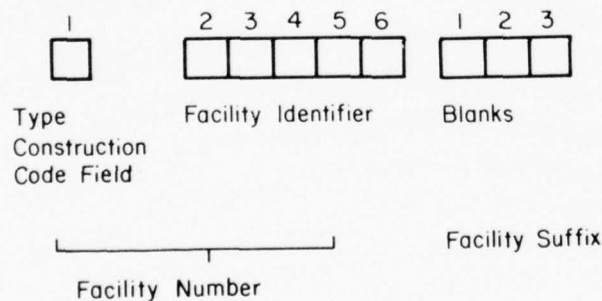 1 2 3 4 5 6 1 2 3
Type Facility Identifier Blanks
Construction
Code Field
Facility Suffix
Facility Number